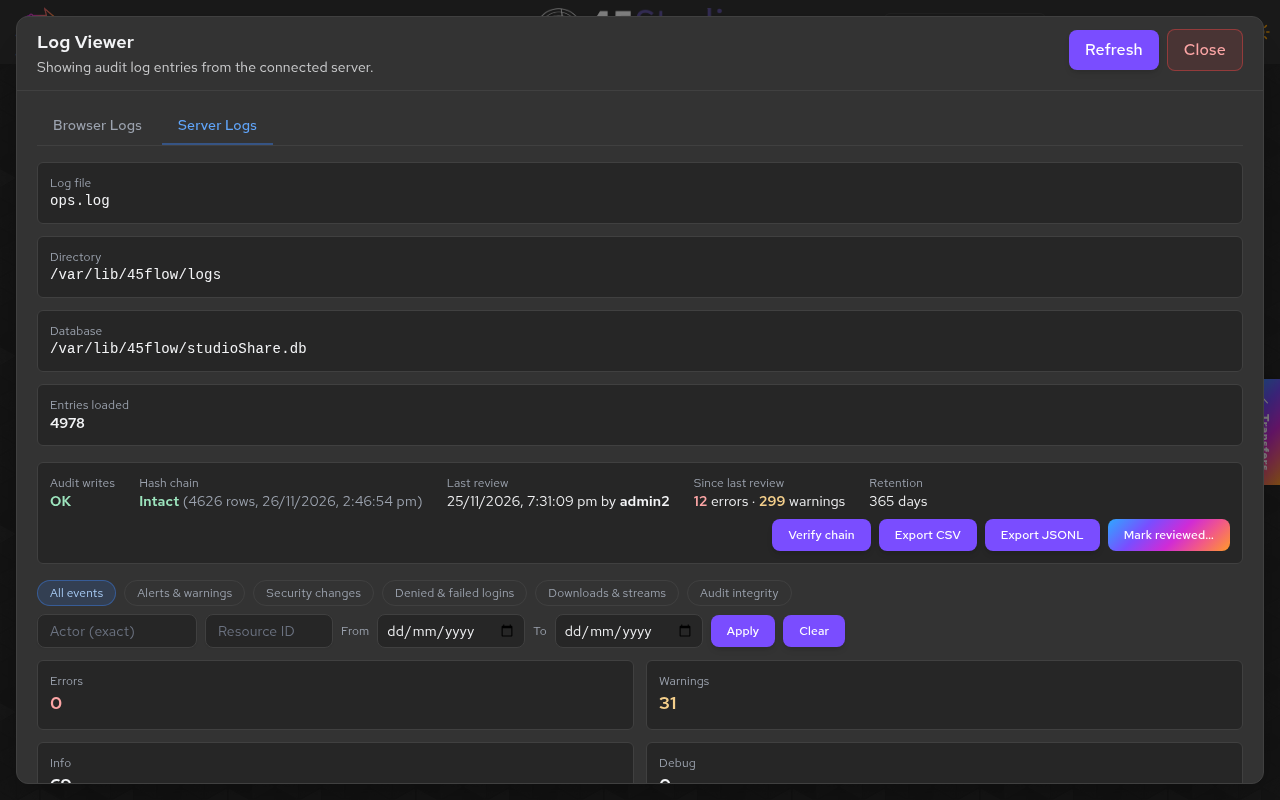 Log Viewer
Showing audit log entries from the connected server.
Refresh
Close
Browser Logs
Server Logs
Log file
ops.log
Directory
/var/lib/45flow/logs
Database
/var/lib/45flow/studioShare.db
Entries loaded
4978
Audit writes
OK
Hash chain
Intact (4626 rows, 26/11/2026, 2:46:54 pm)
Last review
25/11/2026, 7:31:09 pm by admin2
Since last review
12 errors · 299 warnings
Retention
365 days
Verify chain
Export CSV
Export JSONL
Mark reviewed...
All events
Alerts & warnings
Security changes
Denied & failed logins
Downloads & streams
Audit integrity
Actor (exact)
Resource ID
From
dd/mm/yyyy
To
dd/mm/yyyy
Apply
Clear
Errors
0
Warnings
31
Info
Debug